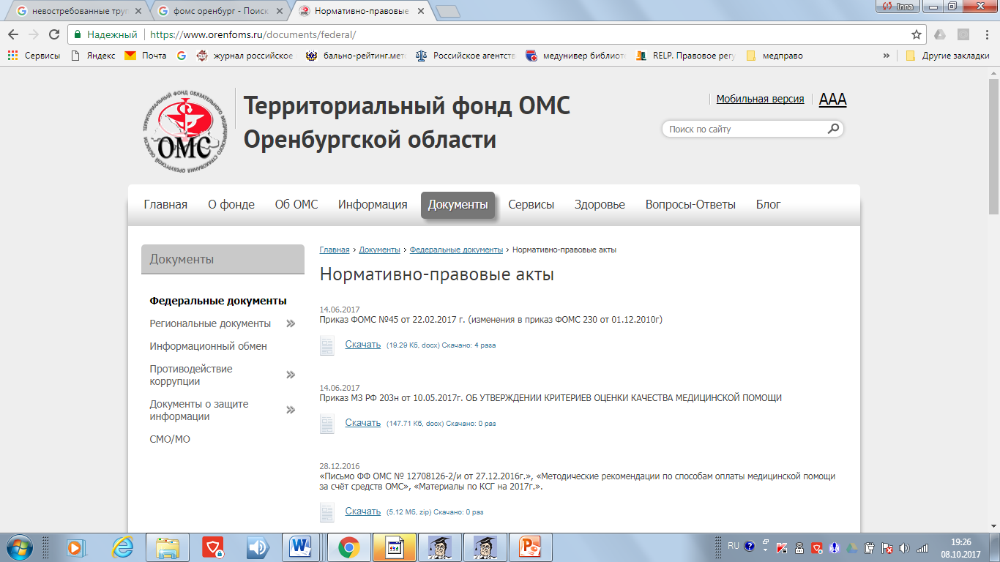 невостребованные труп
фомс оренбург - Поиск
Нормативно-правовые
Inna
Надежный
https://www.orenfoms.ru/documents/federal/
Сервисы
Яндекс
Почта
журнал российское
бально-рейтинг.мет
Российское агентств
медунивер библиот
RELP. Правовое рег
медправо
»
Другие закладки
ТЕРРИТОРИАЛЬНЫЙ ФОНД ОБЯЗАТЕЛЬНОГО МЕДИЦИНСКОГО СТРАХОВАНИЯ ОРЕНБУРГСКОЙ ОБЛАСТИ
ОМС
Территориальный фонд ОМС
Оренбургской области
Мобильная версия
ААА
Поиск по сайту
Главная
О фонде
Об ОМС
Информация
Документы
Сервисы
Здоровье
Вопросы-Ответы
Блог
Документы
Федеральные документы
Региональные документы
Информационный обмен
Противодействие
коррупции
Документы о защите
информации
СМО/МО
Главная › Документы › Федеральные документы › Нормативно-правовые акты
Нормативно-правовые акты
14.06.2017
Приказ ФОМС №45 от 22.02.2017 г. (изменения в приказ ФОМС 230 от 01.12.2010г)
Скачать (19.29 Кб, docx) Скачано: 4 раза
14.06.2017
Приказ МЗ РФ 203н от 10.05.2017г. ОБ УТВЕРЖДЕНИИ КРИТЕРИЕВ ОЦЕНКИ КАЧЕСТВА МЕДИЦИНСКОЙ ПОМОЩИ
Скачать (147.71 Кб, docx) Скачано: 0 раз
28.12.2016
«Письмо ФФ ОМС № 12708126-2/и от 27.12.2016г.», «Методические рекомендации по способам оплаты медицинской помощи
за счёт средств ОМС», «Материалы по КСГ на 2017г.».
Скачать (5.12 Мб, zip) Скачано: 0 раз
RU
19:26
08.10.2017